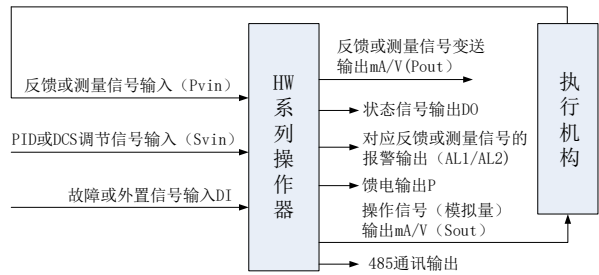 反馈或测量信号输入（Pvin）
PID或DCS调节信号输入（Svin）
故障或外置信号输入DI
HW
系
列
操
作
器
反馈或测量信号变送
输出mA/V(Pout)
状态信号输出DO
对应反馈或测量信号的
报警输出（AL1/AL2)
馈电输出P
操作信号（模拟量）
输出mA/V（Sout）
485通讯输出
执
行
机
构